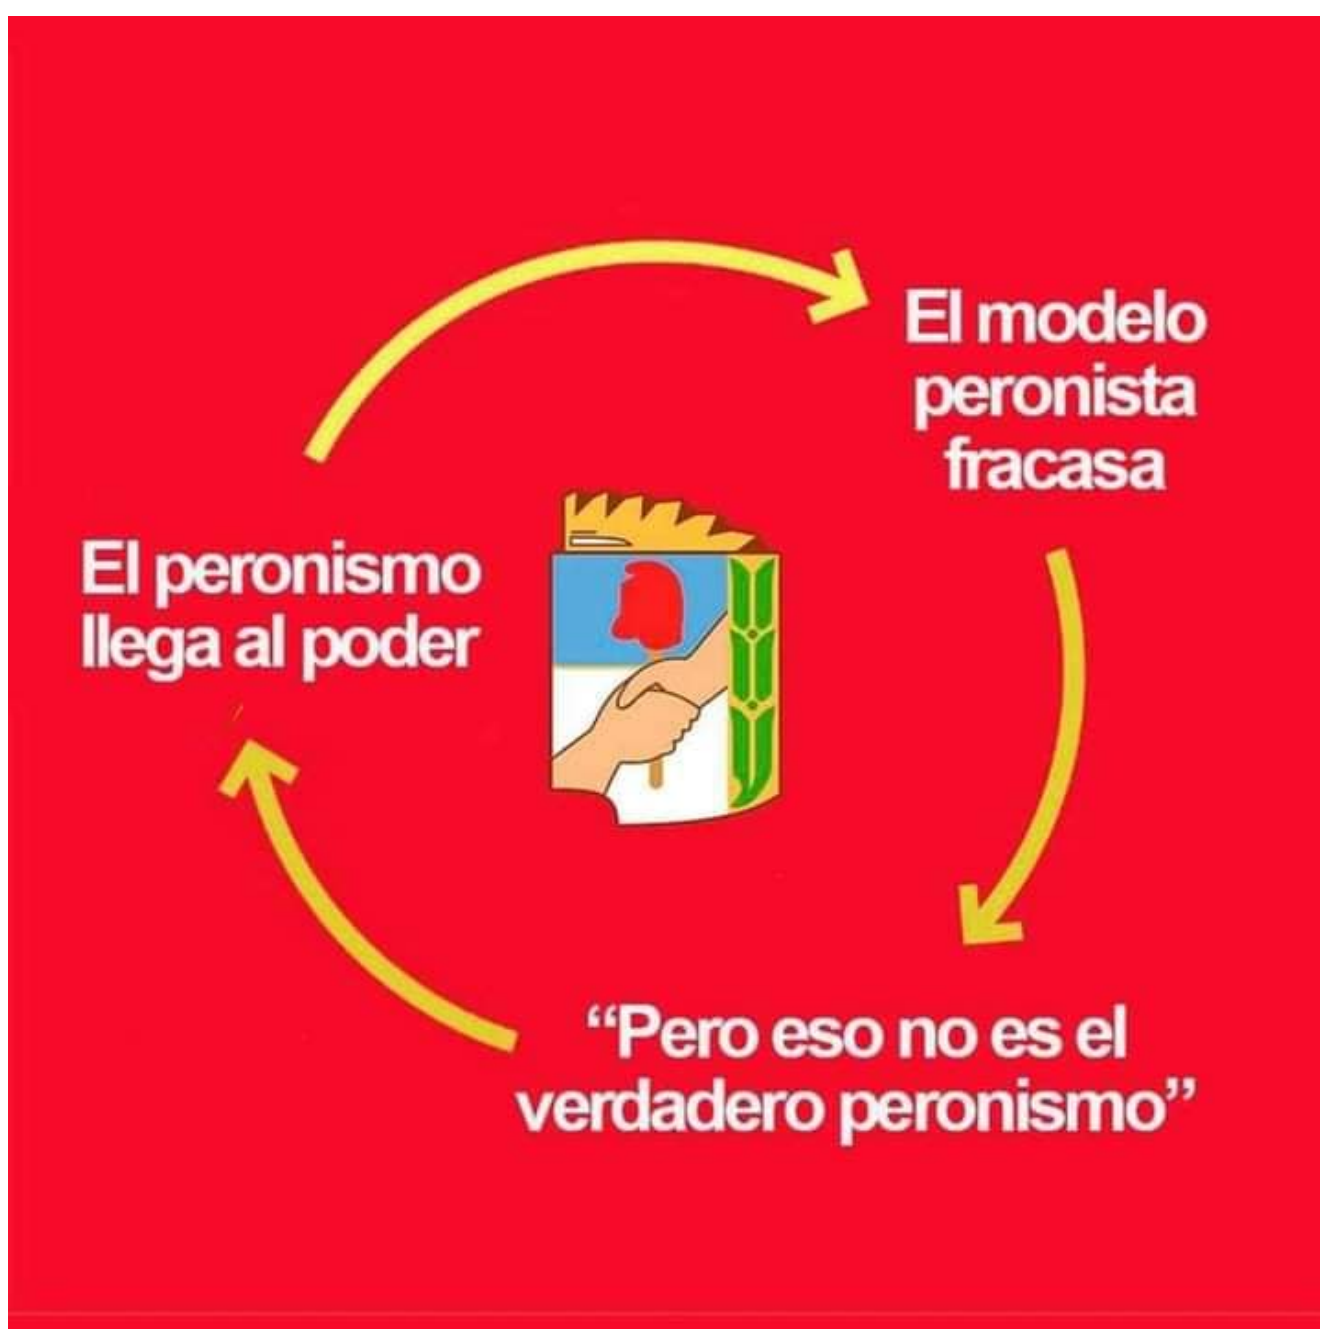 El modelo
peronista
fracasa
El peronismo
llega al poder
“Pero eso no es el
verdadero peronismo”